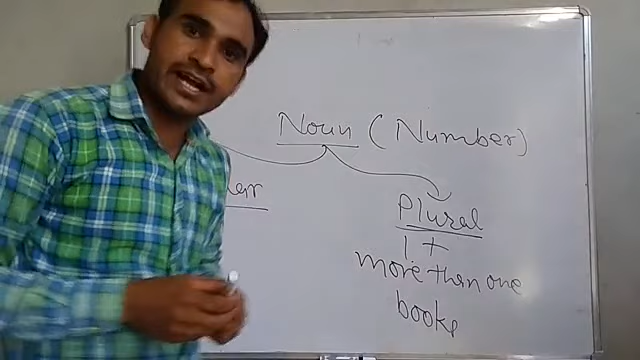 Noun (Number)
Plural
1 +
more than one
books